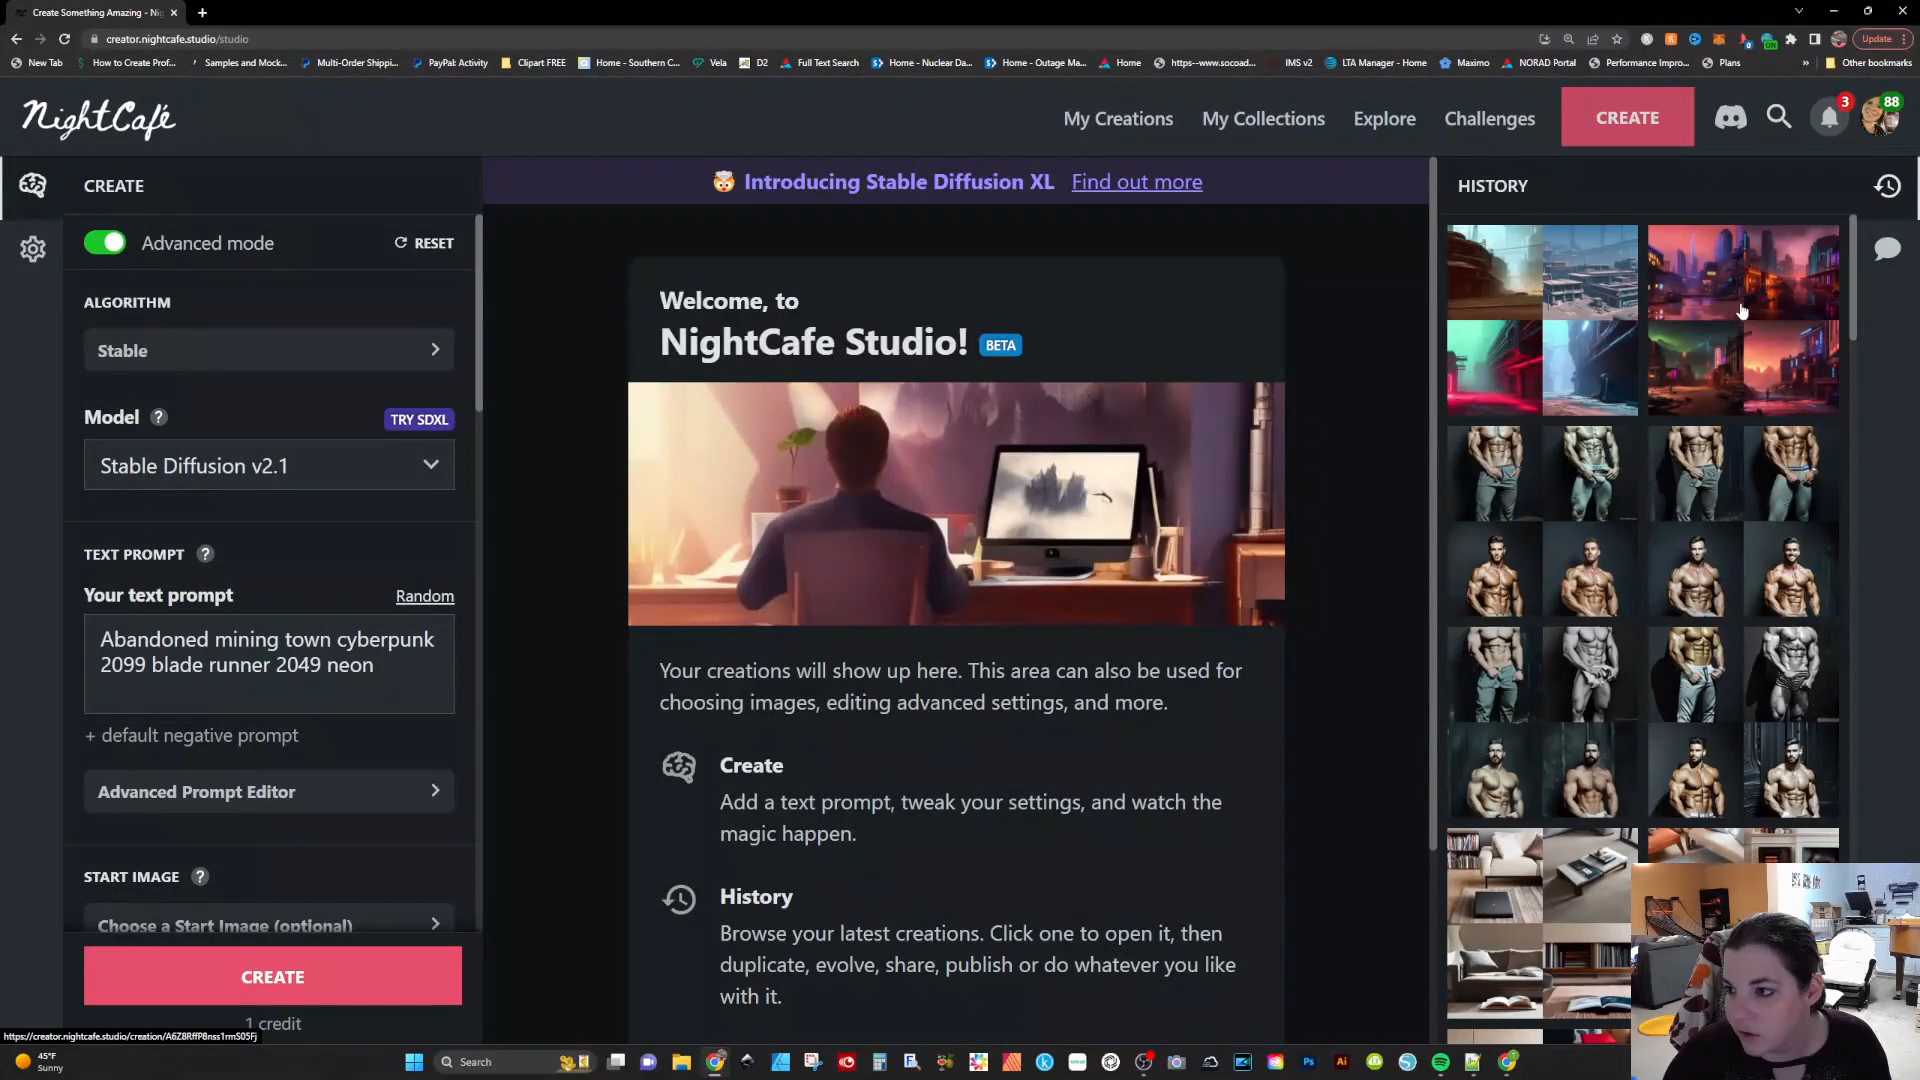 Create Something Amazing - Ni
creator.nightcafe.studio/studio
Update
New Tab
How to Create Prof...
Samples and Mock...
Multi-Order Shippi...
PayPal: Activity
Clipart FREE
Home - Southern C...
Vela
D2
Full Text Search
Home - Nuclear Da...
Home - Outage Ma...
Home
https--www.socoad...
IMS v2
LTA Manager - Home
Maximo
NORAD Portal
Performance Impro...
Plans
»
Other bookmarks
NightCafé
My Creations
My Collections
Explore
Challenges
CREATE
3
88
CREATE
Introducing Stable Diffusion XL Find out more
HISTORY
Advanced mode
RESET
ALGORITHM
Stable
Model ?
TRY SDXL
Stable Diffusion v2.1
TEXT PROMPT ?
Your text prompt
Random
Abandoned mining town cyberpunk
2099 blade runner 2049 neon
+ default negative prompt
Advanced Prompt Editor
START IMAGE ?
Choose a Start Image (optional)
CREATE
1 credit
Welcome, to
NightCafe Studio! BETA
Your creations will show up here. This area can also be used for
choosing images, editing advanced settings, and more.
Create
Add a text prompt, tweak your settings, and watch the
magic happen.
History
Browse your latest creations. Click one to open it, then
duplicate, evolve, share, publish or do whatever you like
with it.
https://creator.nightcafe.studio/creation/A6Z8RffP8nss1rmS05Fj
45°F
Sunny
Search